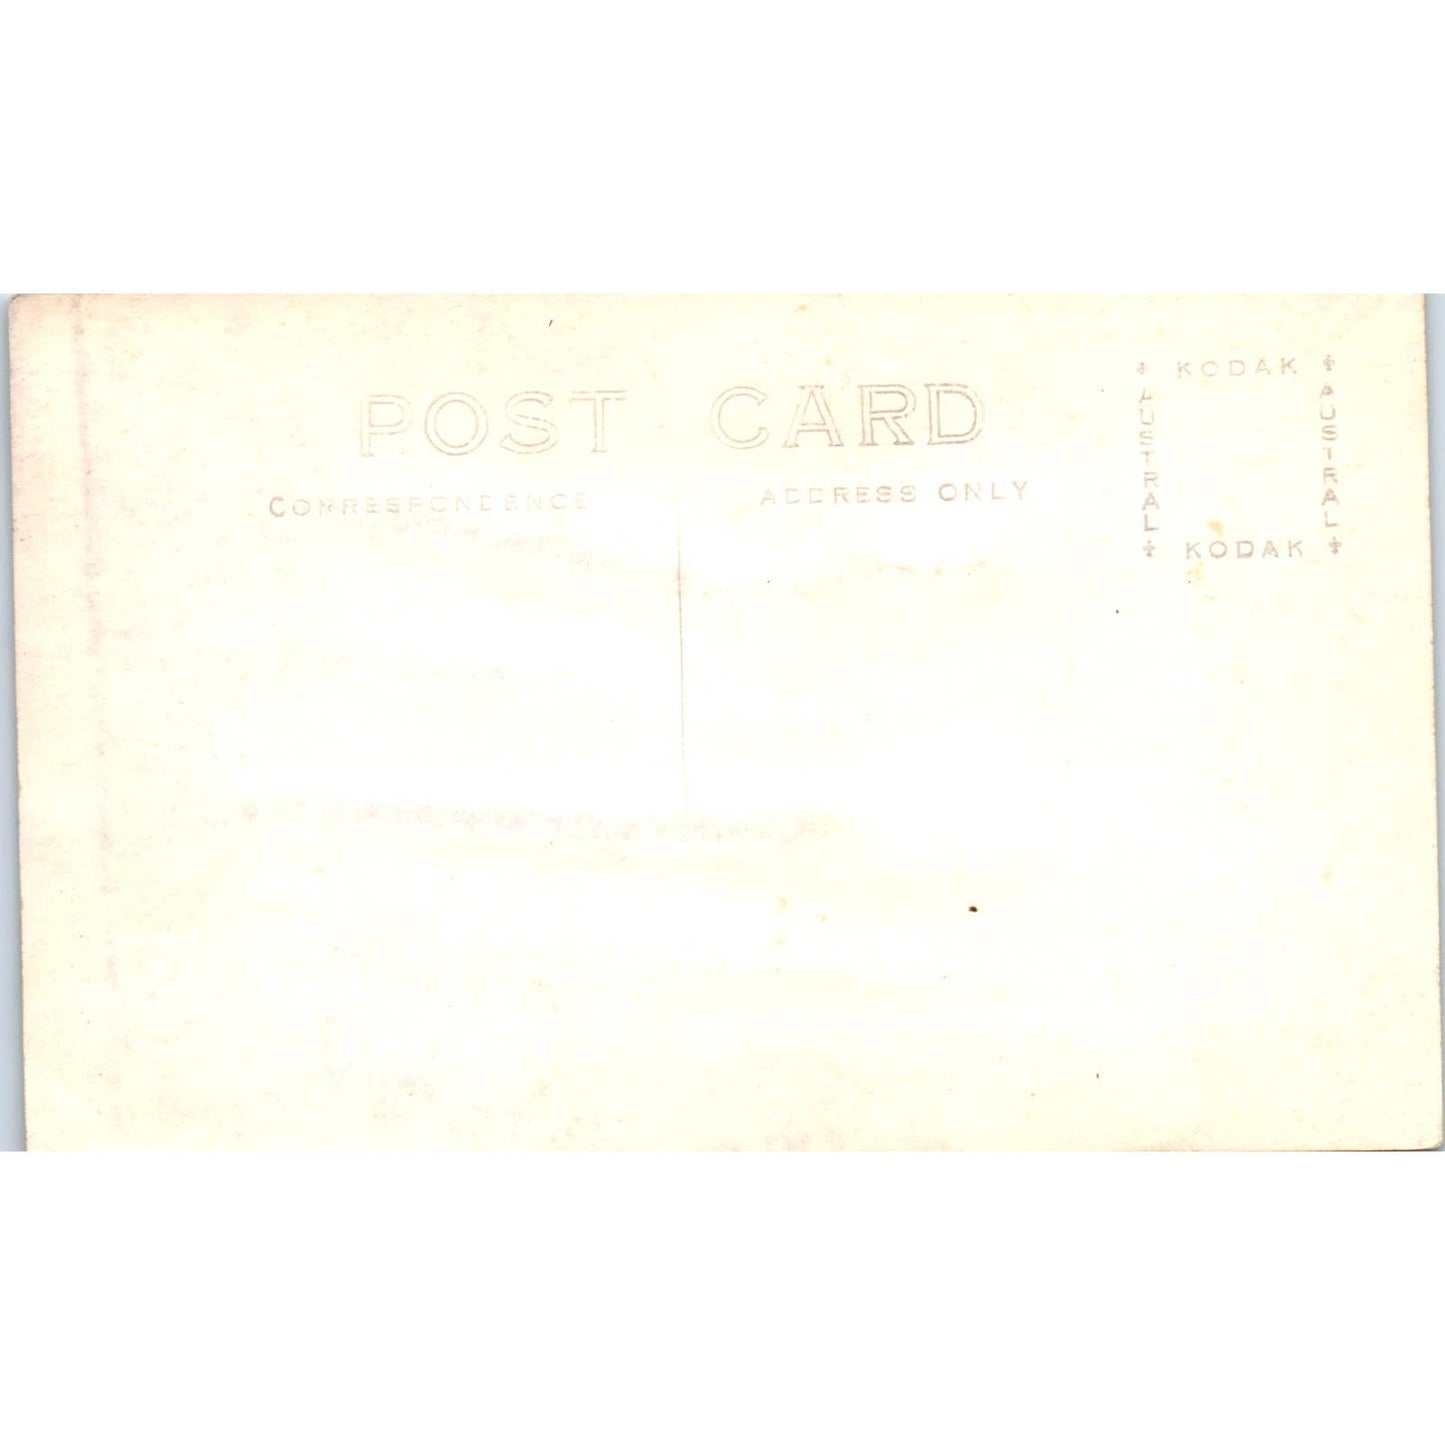 POST CARD
CORRESPONDENCE
ADDRESS ONLY
KODAK
AUSTRAL
AUSTRAL
KODAK